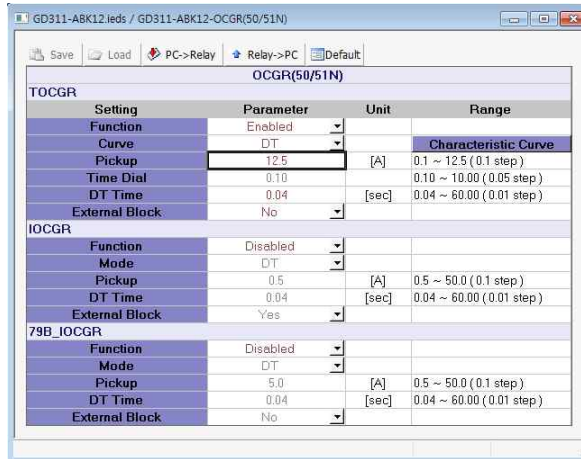 GD311-ABK12.ieds / GD311-ABK12-OCGR(50/51N)
Save Load PC->Relay Relay->PC Default
OCGR(50/51N)
TOCGR
Setting Parameter Unit Range
Function Enabled
Curve DT Characteristic Curve
Pickup 12.5 [A] 0.1 ~ 12.5 ( 0.1 step )
Time Dial 0.10 0.10 ~ 10.00 ( 0.05 step )
DT Time 0.04 [sec] 0.04 ~ 60.00 ( 0.01 step )
External Block No
IOCGR
Function Disabled
Mode DT
Pickup 0.5 [A] 0.5 ~ 50.0 ( 0.1 step )
DT Time 0.04 [sec] 0.04 ~ 60.00 ( 0.01 step )
External Block Yes
79B_IOCGR
Function Disabled
Mode DT
Pickup 5.0 [A] 0.5 ~ 50.0 ( 0.1 step )
DT Time 0.04 [sec] 0.04 ~ 60.00 ( 0.01 step )
External Block No